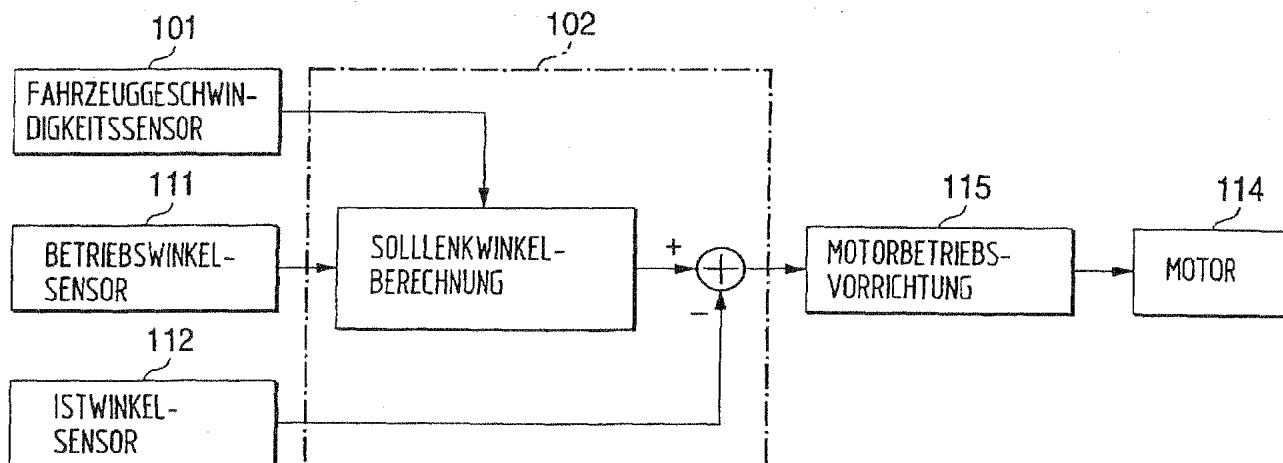 101
102
FAHRZEUGGESCHWIN-
DIGKEITSSENSOR
111
115
114
BETRIEBSWINKEL-
SENSOR
SOLLLENKWINKEL-
BERECHNUNG
+
−
MOTORBETRIEBS-
VORRICHTUNG
MOTOR
112
ISTWINKEL-
SENSOR